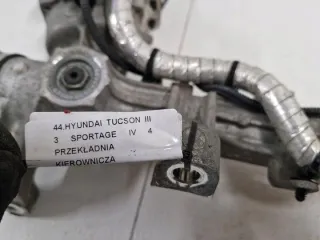 44.HYUNDAI TUCSON III
3 SPORTAGE IV 4
PRZEKŁADNIA
KIEROWNICZA